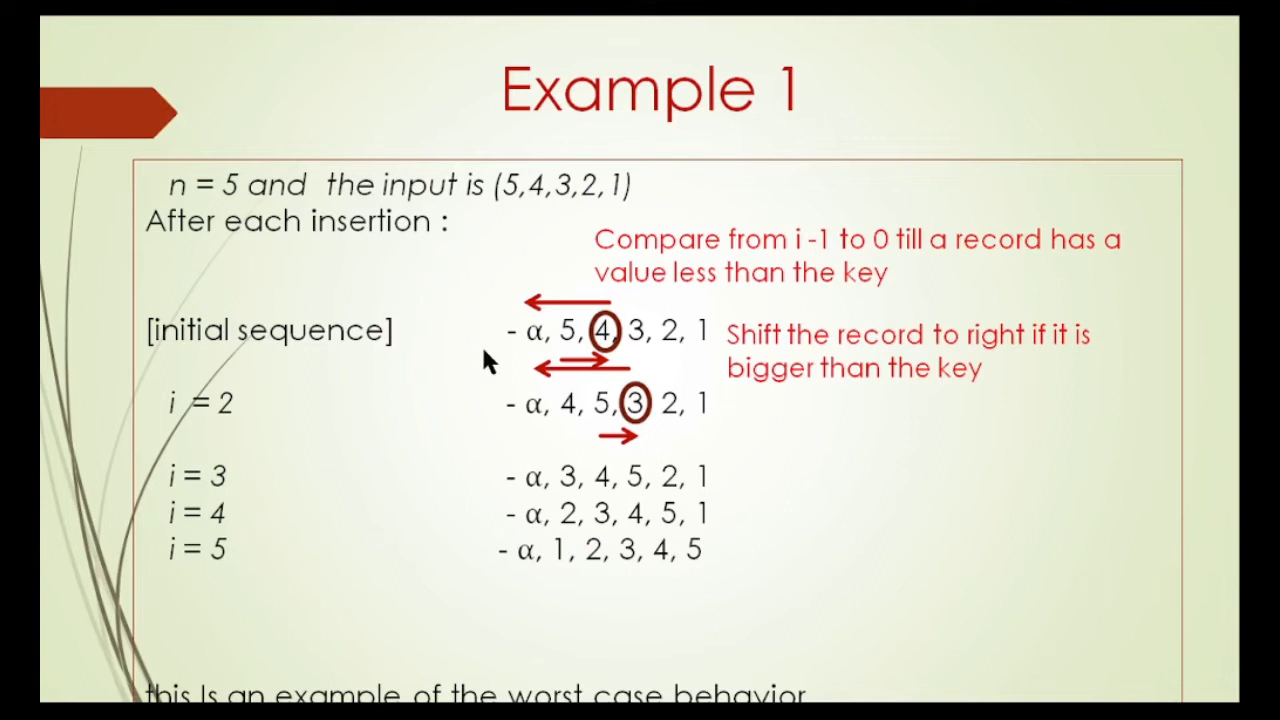 Example 1
n = 5 and the input is (5,4,3,2,1)
After each insertion :
Compare from i -1 to 0 till a record has a
value less than the key
[initial sequence] - α, 5, 4, 3, 2, 1
Shift the record to right if it is
bigger than the key
i = 2 - α, 4, 5, 3, 2, 1
i = 3 - α, 3, 4, 5, 2, 1
i = 4 - α, 2, 3, 4, 5, 1
i = 5 - α, 1, 2, 3, 4, 5
this Is an example of the worst case behavior